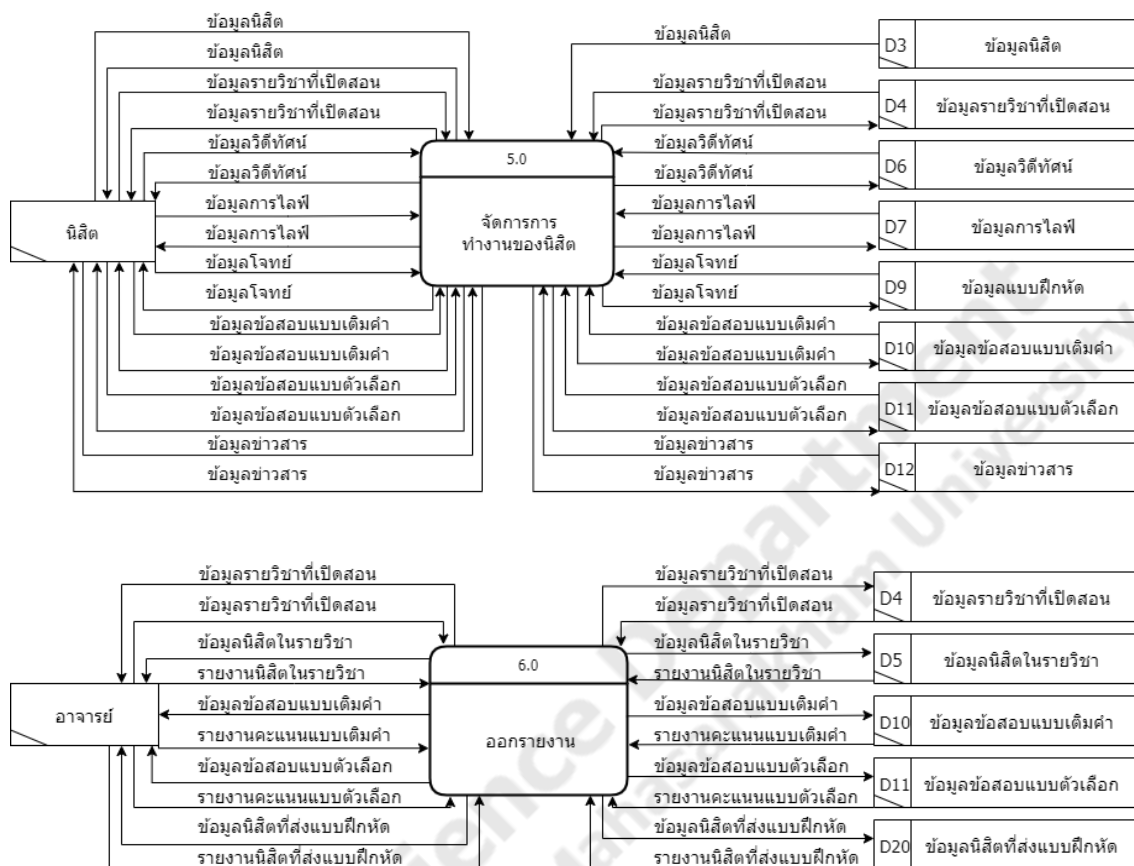 ข้อมูลนิสิต
ข้อมูลนิสิต
ข้อมูลรายวิชาที่เปิดสอน
ข้อมูลรายวิชาที่เปิดสอน
ข้อมูลวิดีทัศน์
ข้อมูลวิดีทัศน์
ข้อมูลการไลฟ์
ข้อมูลการไลฟ์
ข้อมูลโจทย์
ข้อมูลโจทย์
ข้อมูลข้อสอบแบบเติมคำ
ข้อมูลข้อสอบแบบเติมคำ
ข้อมูลข้อสอบแบบตัวเลือก
ข้อมูลข้อสอบแบบตัวเลือก
ข้อมูลข่าวสาร
ข้อมูลข่าวสาร
นิสิต
5.0
จัดการการ
ทำงานของนิสิต
ข้อมูลนิสิต
ข้อมูลรายวิชาที่เปิดสอน
ข้อมูลรายวิชาที่เปิดสอน
ข้อมูลวิดีทัศน์
ข้อมูลวิดีทัศน์
ข้อมูลการไลฟ์
ข้อมูลการไลฟ์
ข้อมูลโจทย์
ข้อมูลโจทย์
ข้อมูลข้อสอบแบบเติมคำ
ข้อมูลข้อสอบแบบเติมคำ
ข้อมูลข้อสอบแบบตัวเลือก
ข้อมูลข้อสอบแบบตัวเลือก
ข้อมูลข่าวสาร
ข้อมูลข่าวสาร
D3 ข้อมูลนิสิต
D4 ข้อมูลรายวิชาที่เปิดสอน
D6 ข้อมูลวิดีทัศน์
D7 ข้อมูลการไลฟ์
D9 ข้อมูลแบบฝึกหัด
D10 ข้อมูลข้อสอบแบบเติมคำ
D11 ข้อมูลข้อสอบแบบตัวเลือก
D12 ข้อมูลข่าวสาร
ข้อมูลรายวิชาที่เปิดสอน
ข้อมูลรายวิชาที่เปิดสอน
ข้อมูลนิสิตในรายวิชา
รายงานนิสิตในรายวิชา
ข้อมูลข้อสอบแบบเติมคำ
รายงานคะแนนแบบเติมคำ
ข้อมูลข้อสอบแบบตัวเลือก
รายงานคะแนนแบบตัวเลือก
ข้อมูลนิสิตที่ส่งแบบฝึกหัด
รายงานนิสิตที่ส่งแบบฝึกหัด
อาจารย์
6.0
ออกรายงาน
ข้อมูลรายวิชาที่เปิดสอน
ข้อมูลรายวิชาที่เปิดสอน
ข้อมูลนิสิตในรายวิชา
รายงานนิสิตในรายวิชา
ข้อมูลข้อสอบแบบเติมคำ
รายงานคะแนนแบบเติมคำ
ข้อมูลข้อสอบแบบตัวเลือก
รายงานคะแนนแบบตัวเลือก
ข้อมูลนิสิตที่ส่งแบบฝึกหัด
รายงานนิสิตที่ส่งแบบฝึกหัด
D4 ข้อมูลรายวิชาที่เปิดสอน
D5 ข้อมูลนิสิตในรายวิชา
D10 ข้อมูลข้อสอบแบบเติมคำ
D11 ข้อมูลข้อสอบแบบตัวเลือก
D20 ข้อมูลนิสิตที่ส่งแบบฝึกหัด
Science Department
Mahasarakham University